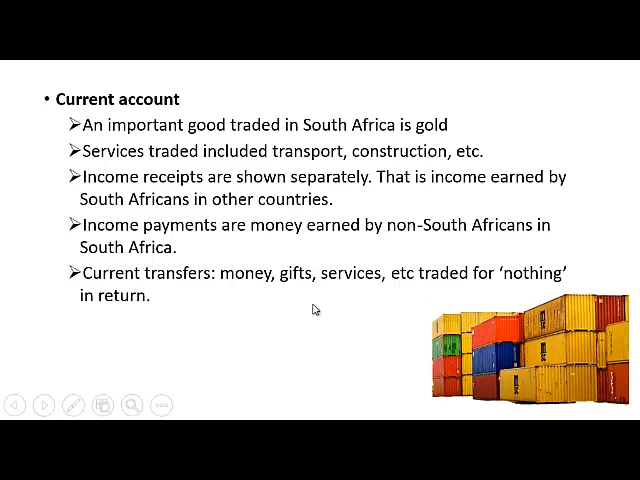 • Current account
➢An important good traded in South Africa is gold
➢Services traded included transport, construction, etc.
➢Income receipts are shown separately. That is income earned by
South Africans in other countries.
➢Income payments are money earned by non-South Africans in
South Africa.
➢Current transfers: money, gifts, services, etc traded for ‘nothing’
in return.